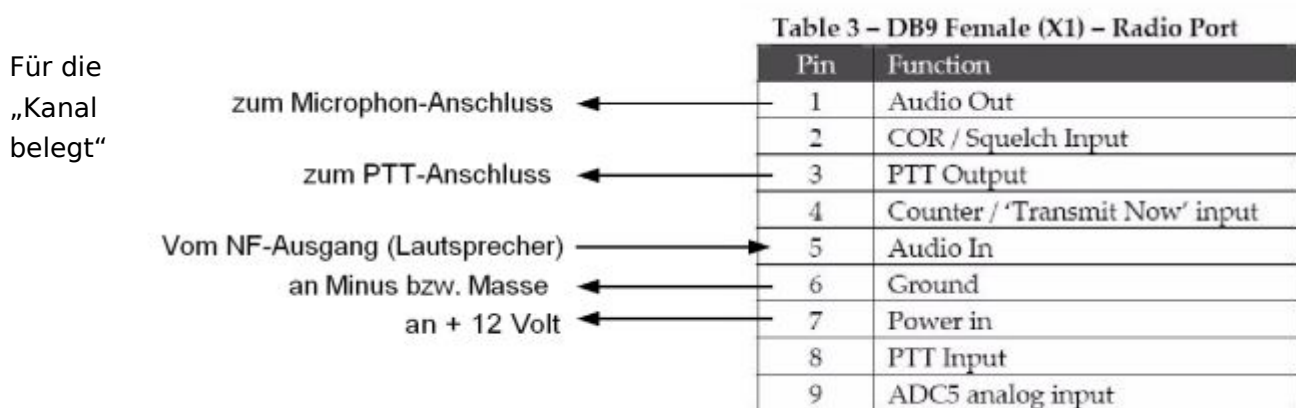 Table 3 – DB9 Female (X1) – Radio Port
Für die
„Kanal
belegt“
Pin Function
zum Microphon-Anschluss 1 Audio Out
2 COR / Squelch Input
zum PTT-Anschluss 3 PTT Output
4 Counter / 'Transmit Now' input
Vom NF-Ausgang (Lautsprecher) 5 Audio In
an Minus bzw. Masse 6 Ground
an + 12 Volt 7 Power in
8 PTT Input
9 ADC5 analog input